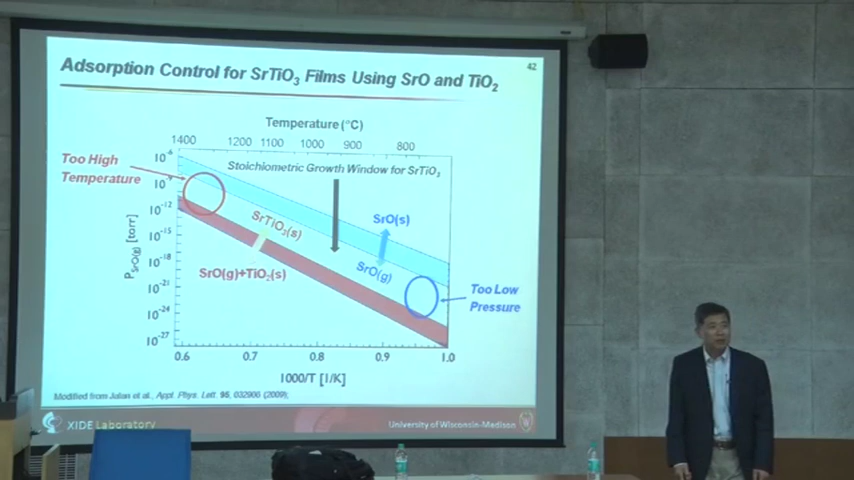 Adsorption Control for SrTiO₃ Films Using SrO and TiO₂
42
Temperature (°C)
1400 1200 1100 1000 900 800
Too High
Temperature
Stoichiometric Growth Window for SrTiO₃
10⁻⁶
10⁻⁹
10⁻¹²
10⁻¹⁵
10⁻¹⁸
10⁻²¹
10⁻²⁴
10⁻²⁷
P SrO(g) [torr]
SrTiO₃(s)
SrO(s)
SrO(g)
SrO(g)+TiO₂(s)
Too Low
Pressure
0.6 0.7 0.8 0.9 1.0
1000/T [1/K]
Modified from Jalan et al., Appl. Phys. Lett. 95, 032906 (2009);
XIDE Laboratory
University of Wisconsin-Madison